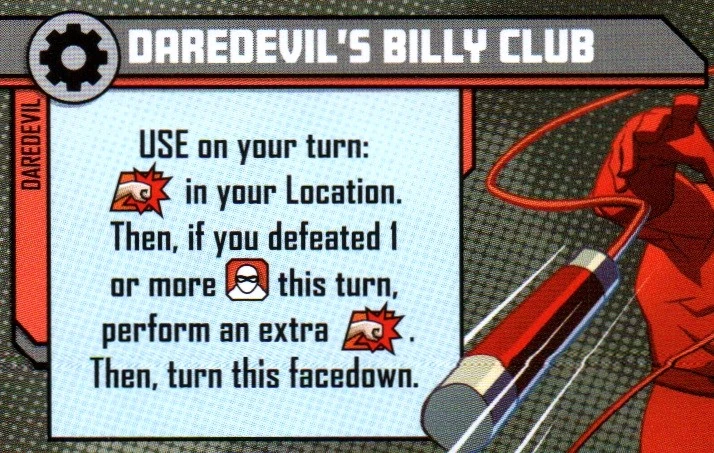 DAREDEVIL'S BILLY CLUB
DAREDEVIL
USE on your turn:
in your Location.
Then, if you defeated 1
or more this turn,
perform an extra .
Then, turn this facedown.